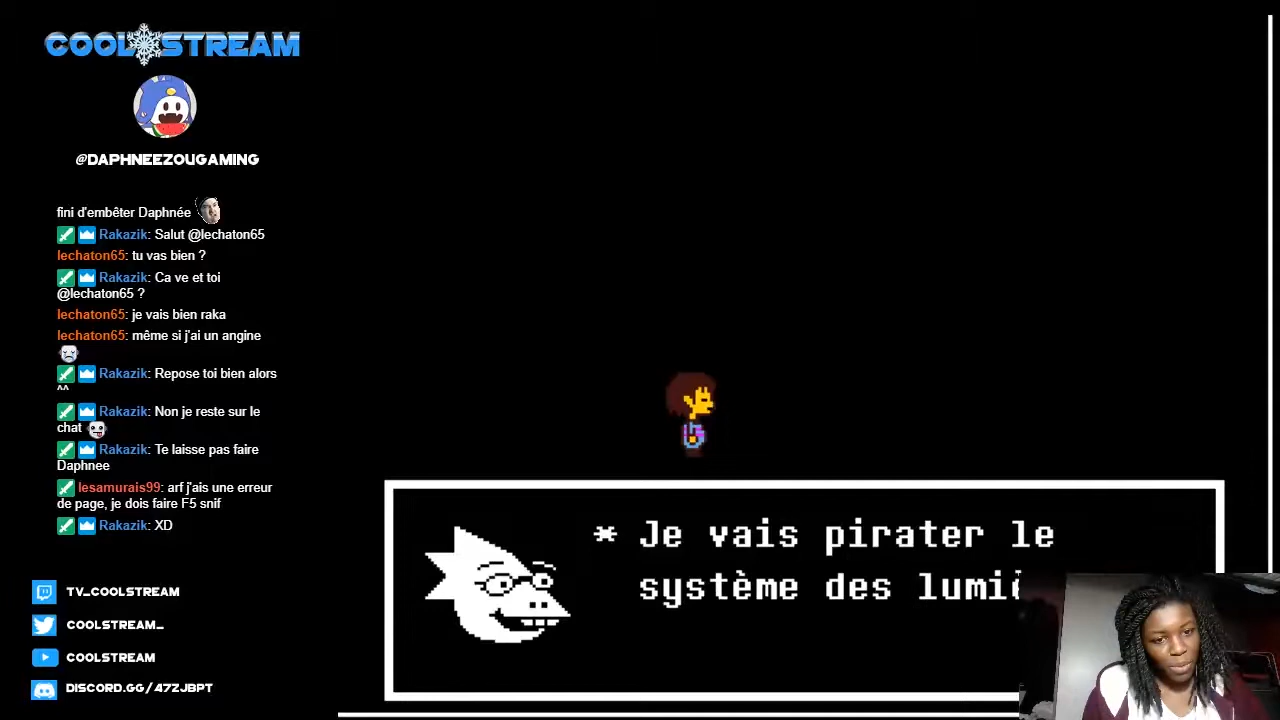 COOL STREAM
@DAPHNEEZOUGAMING
fini d'embêter Daphnée
Rakazik: Salut @lechaton65
lechaton65: tu vas bien ?
Rakazik: Ca ve et toi
@lechaton65 ?
lechaton65: je vais bien raka
lechaton65: même si j'ai un angine
Rakazik: Repose toi bien alors
^^
Rakazik: Non je reste sur le
chat
Rakazik: Te laisse pas faire
Daphnee
lesamurais99: arf j'ais une erreur
de page, je dois faire F5 snif
Rakazik: XD
TV_COOLSTREAM
COOLSTREAM_
COOLSTREAM
DISCORD.GG/47ZJBPT
* Je vais pirater le
système des lumi